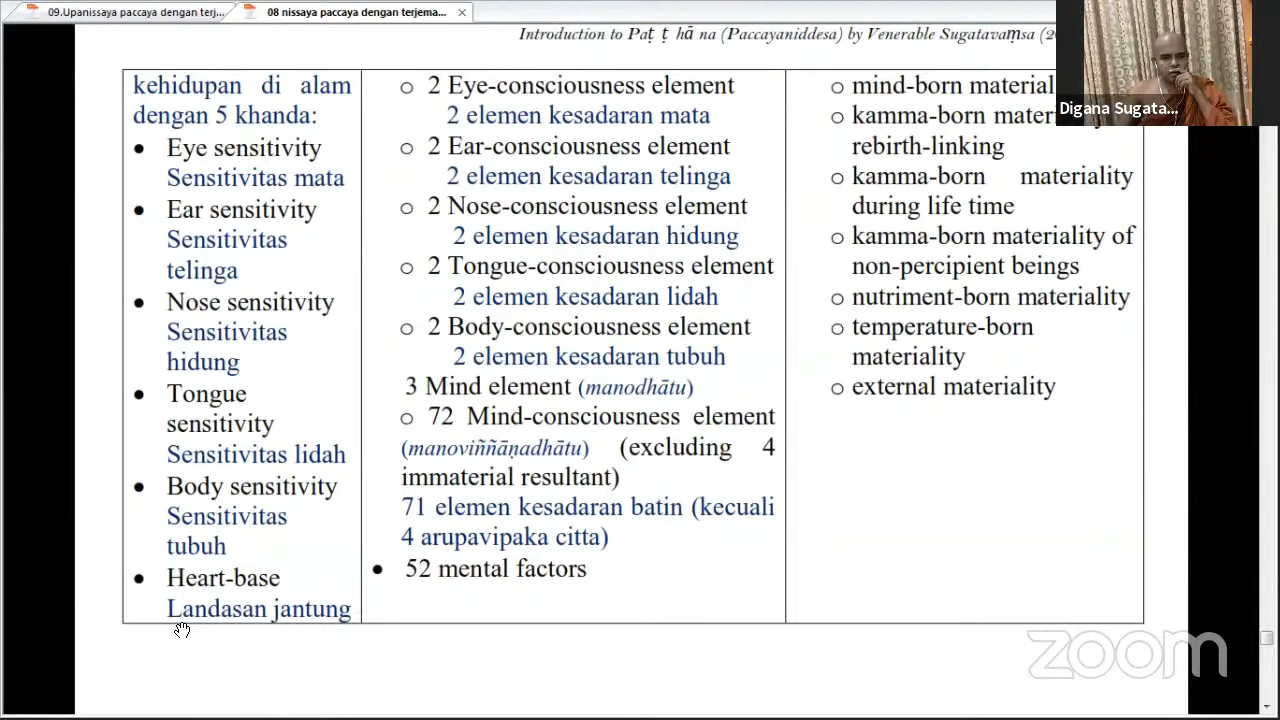 09.Upanissaya paccaya dengan terj...
08 nissaya paccaya dengan terjema...
Introduction to Paṭ ṭ hā na (Paccayaniddesa) by Venerable Sugatavaṃsa (2
Digana Sugata...
kehidupan di alam
dengan 5 khanda:
• Eye sensitivity
Sensitivitas mata
• Ear sensitivity
Sensitivitas
telinga
• Nose sensitivity
Sensitivitas
hidung
• Tongue
sensitivity
Sensitivitas lidah
• Body sensitivity
Sensitivitas
tubuh
• Heart-base
Landasan jantung
o 2 Eye-consciousness element
2 elemen kesadaran mata
o 2 Ear-consciousness element
2 elemen kesadaran telinga
o 2 Nose-consciousness element
2 elemen kesadaran hidung
o 2 Tongue-consciousness element
2 elemen kesadaran lidah
o 2 Body-consciousness element
2 elemen kesadaran tubuh
3 Mind element (manodhātu)
o 72 Mind-consciousness element
(manoviññāṇadhātu) (excluding 4
immaterial resultant)
71 elemen kesadaran batin (kecuali
4 arupavipaka citta)
• 52 mental factors
o mind-born material
o kamma-born mater
rebirth-linking
o kamma-born materiality
during life time
o kamma-born materiality of
non-percipient beings
o nutriment-born materiality
o temperature-born
materiality
o external materiality
zoom